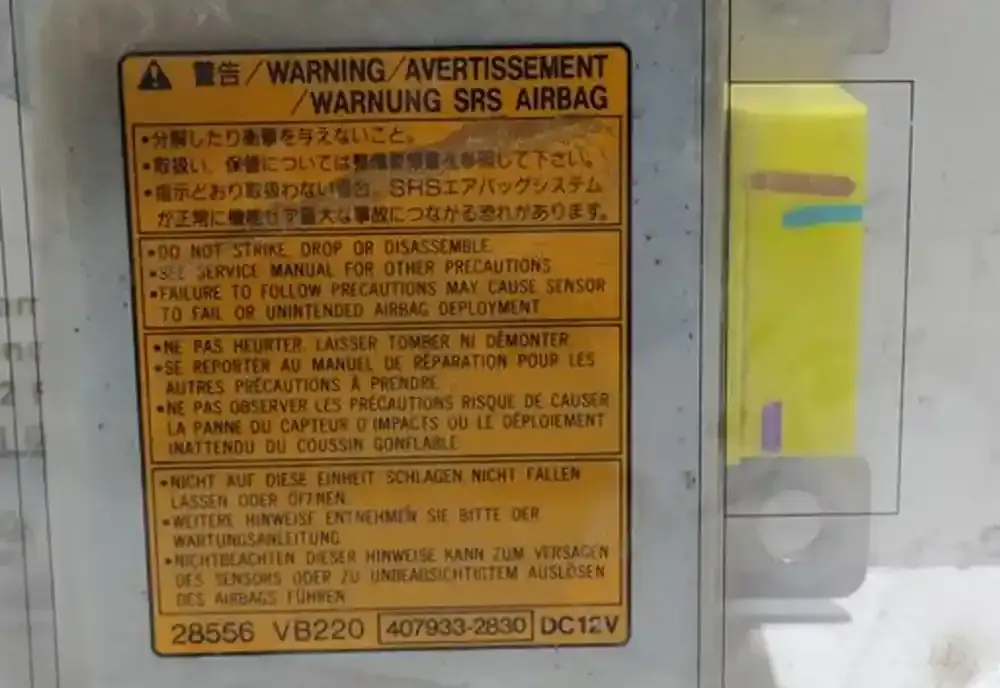 警告/WARNING/AVERTISSEMENT
/WARNUNG SRS AIRBAG
•分解したり衝撃を与えないこと。
•取扱い、保管については整備要領書を参照して下さい。
•指示どおり取扱わない場合、SRSエアバッグシステム
が正常に機能せず重大な事故につながる恐れがあります。
•DO NOT STRIKE, DROP OR DISASSEMBLE.
•SEE SERVICE MANUAL FOR OTHER PRECAUTIONS
•FAILURE TO FOLLOW PRECAUTIONS MAY CAUSE SENSOR
TO FAIL OR UNINTENDED AIRBAG DEPLOYMENT
•NE PAS HEURTER, LAISSER TOMBER NI DÉMONTER.
•SE REPORTER AU MANUEL DE RÉPARATION POUR LES
AUTRES PRÉCAUTIONS À PRENDRE.
•NE PAS OBSERVER LES PRÉCAUTIONS RISQUE DE CAUSER
LA PANNE DU CAPTEUR D'IMPACTS OU LE DÉPLOIEMENT
INATTENDU DU COUSSIN GONFLABLE.
•NICHT AUF DIESE EINHEIT SCHLAGEN NICHT FALLEN
LASSEN ODER ÖFFNEN.
•WEITERE HINWEISE ENTNEHMEN SIE BITTE DER
WARTUNGSANLEITUNG.
•NICHTBEACHTEN DIESER HINWEISE KANN ZUM VERSAGEN
DES SENSORS ODER ZU UNBEABSICHTIGTEM AUSLÖSEN
DES AIRBAGS FÜHREN.
28556 VB220 407933-2830 DC12V